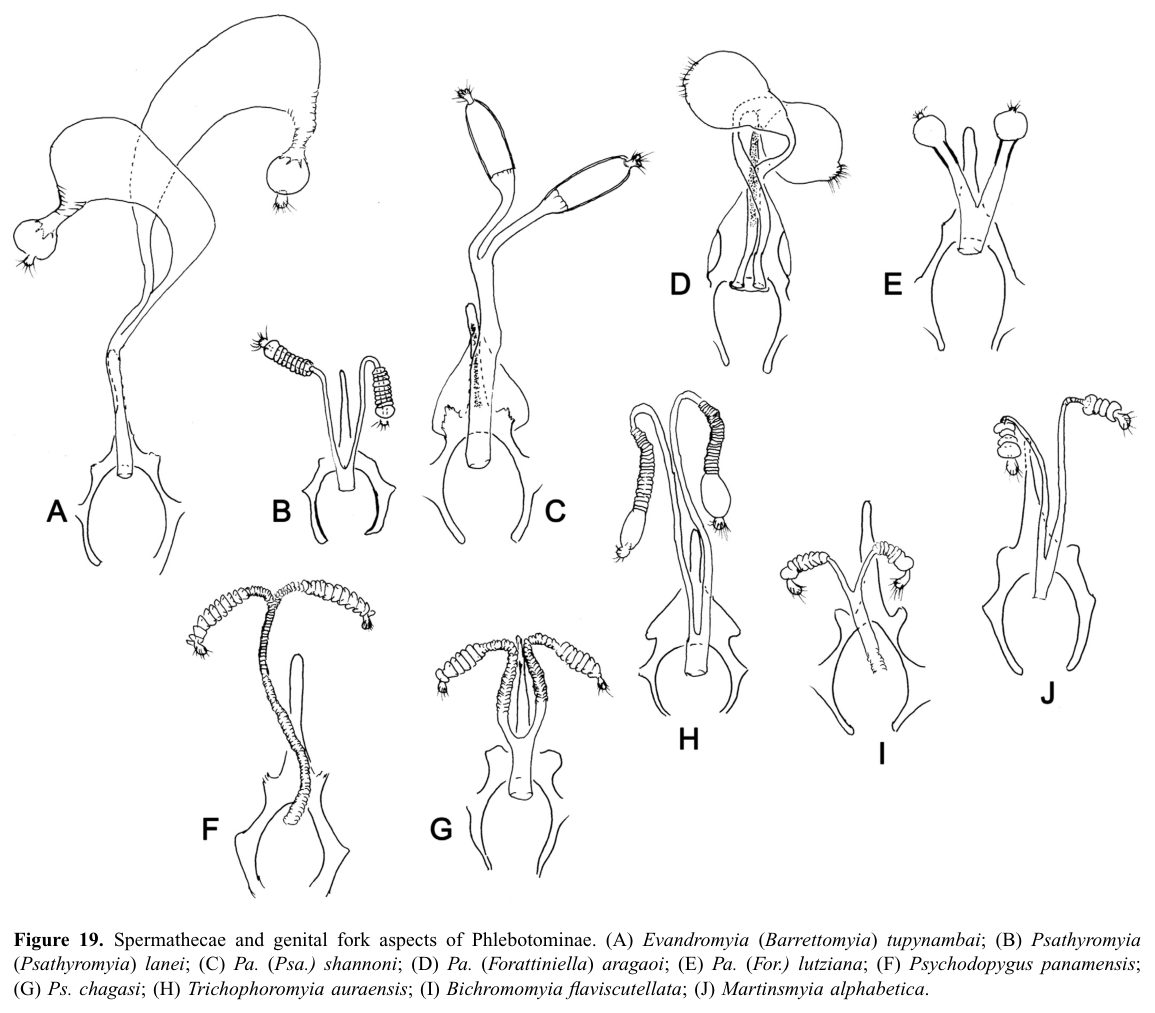 A
B
C
D
E
F
G
H
I
J
Figure 19. Spermathecae and genital fork aspects of Phlebotominae. (A) Evandromyia (Barrettomyia) tupynambai; (B) Psathyromyia
(Psathyromyia) lanei; (C) Pa. (Psa.) shannoni; (D) Pa. (Forattiniella) aragaoi; (E) Pa. (For.) lutziana; (F) Psychodopygus panamensis;
(G) Ps. chagasi; (H) Trichophoromyia auraensis; (I) Bichromomyia flaviscutellata; (J) Martinsmyia alphabetica.